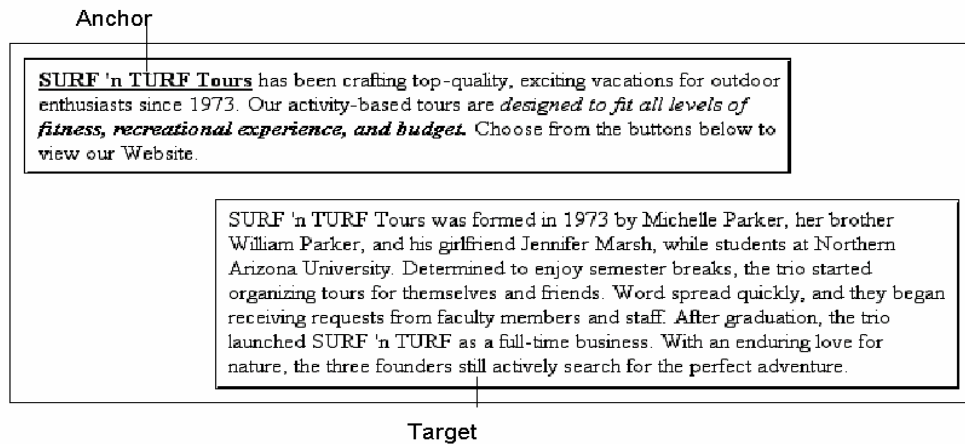 Anchor
SURF 'n TURF Tours has been crafting top-quality, exciting vacations for outdoor
enthusiasts since 1973. Our activity-based tours are designed to fit all levels of
fitness, recreational experience, and budget. Choose from the buttons below to
view our Website.
SURF 'n TURF Tours was formed in 1973 by Michelle Parker, her brother
William Parker, and his girlfriend Jennifer Marsh, while students at Northern
Arizona University. Determined to enjoy semester breaks, the trio started
organizing tours for themselves and friends. Word spread quickly, and they began
receiving requests from faculty members and staff. After graduation, the trio
launched SURF 'n TURF as a full-time business. With an enduring love for
nature, the three founders still actively search for the perfect adventure.
Target